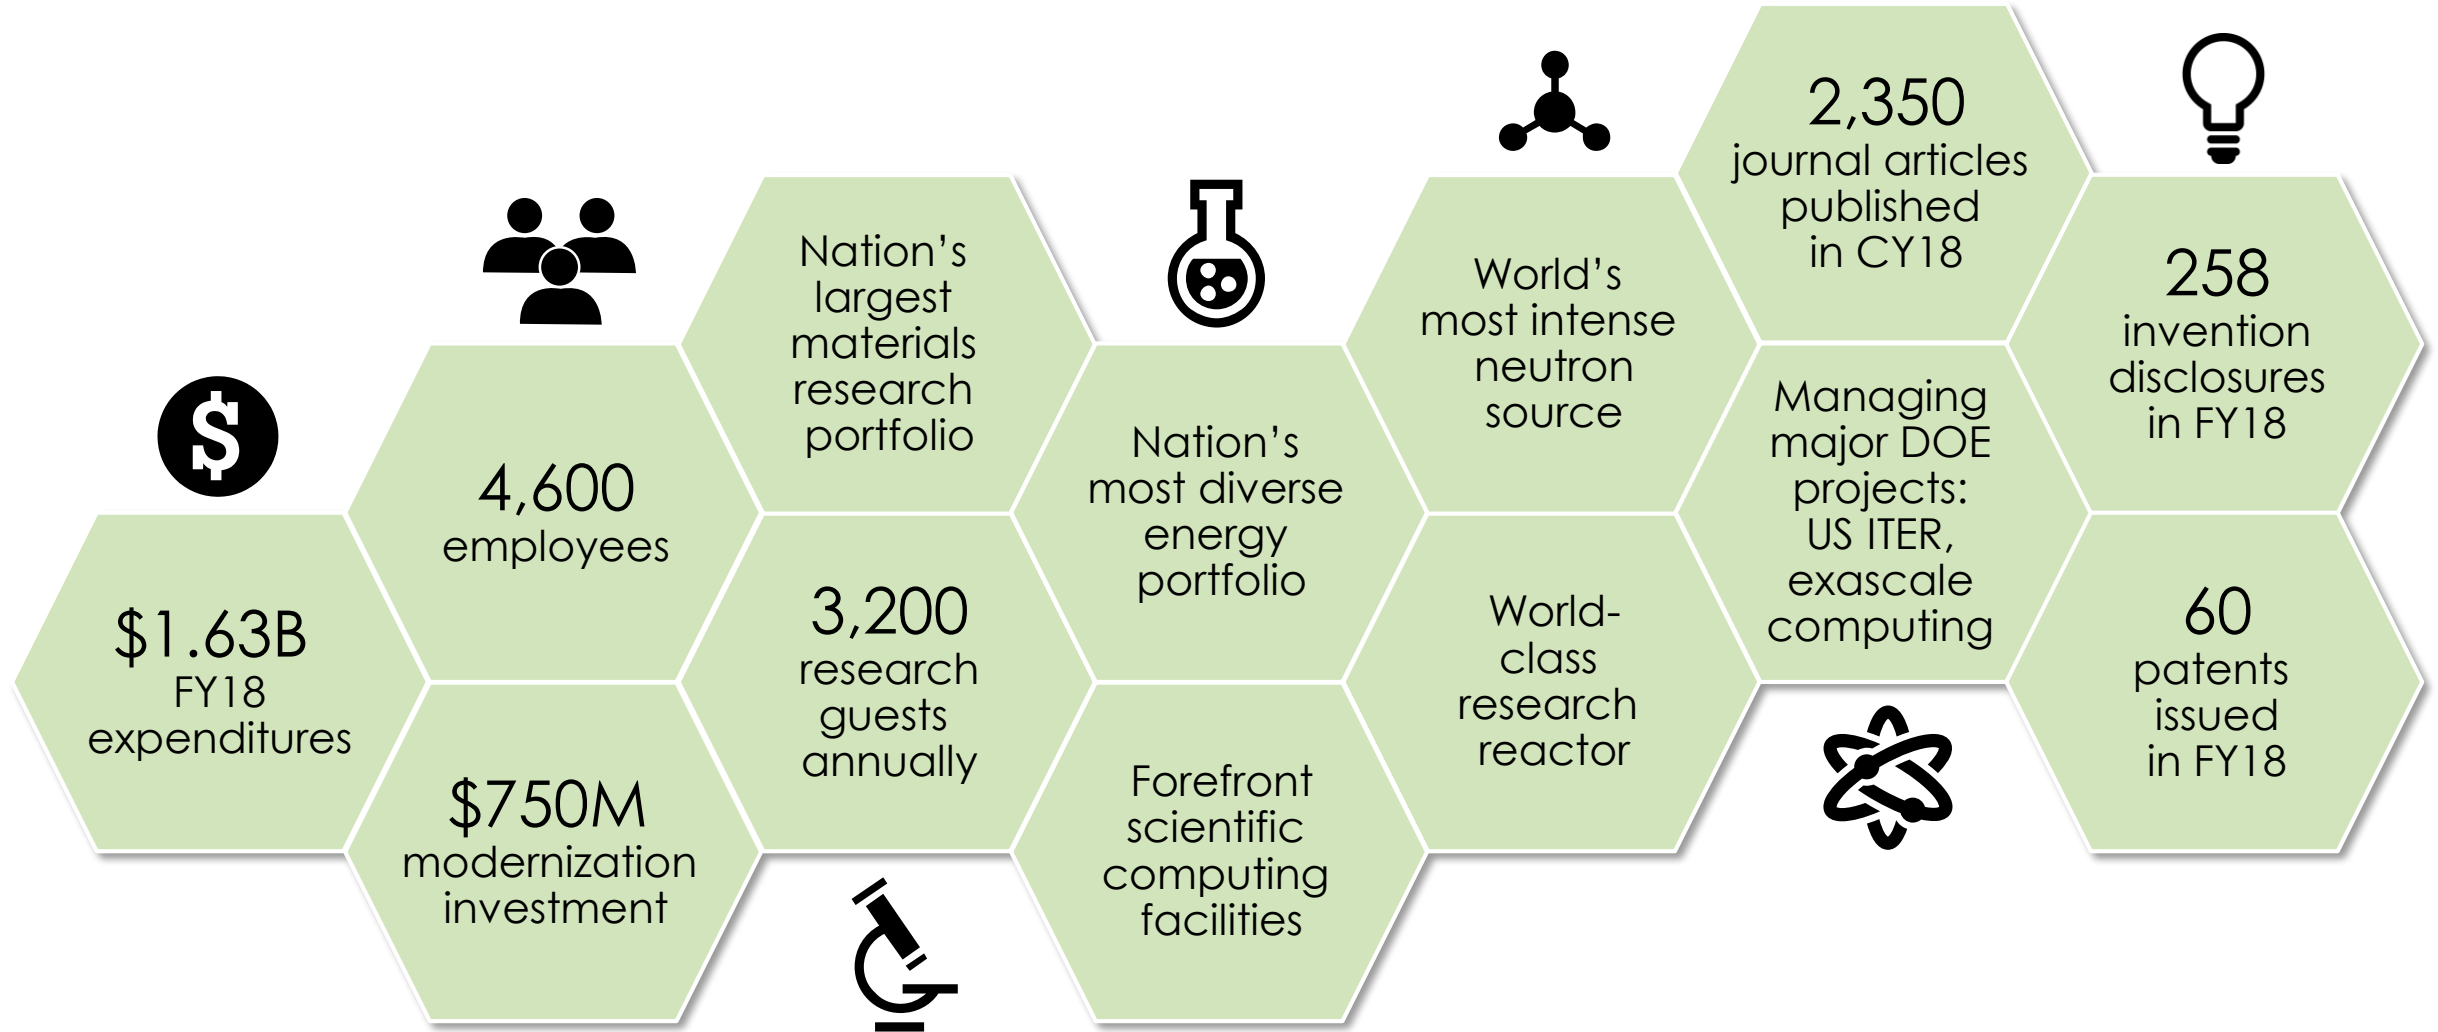 $1.63B
FY18
expenditures
4,600
employees
$750M
modernization
investment
Nation’s
largest
materials
research
portfolio
3,200
research
guests
annually
Nation’s
most diverse
energy
portfolio
Forefront
scientific
computing
facilities
World’s
most intense
neutron
source
World-
class
research
reactor
2,350
journal articles
published
in CY18
Managing
major DOE
projects:
US ITER,
exascale
computing
258
invention
disclosures
in FY18
60
patents
issued
in FY18